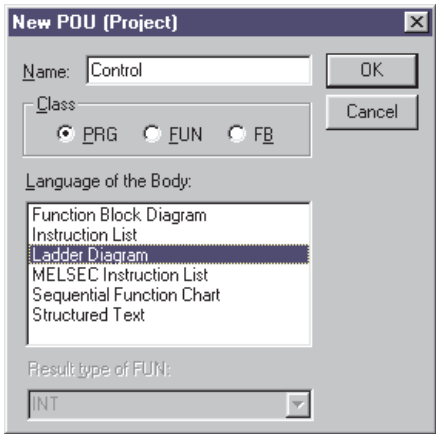 New POU (Project)
Name: Control
OK
Class
PRG FUN FB
Cancel
Language of the Body:
Function Block Diagram
Instruction List
Ladder Diagram
MELSEC Instruction List
Sequential Function Chart
Structured Text
Result type of FUN:
INT